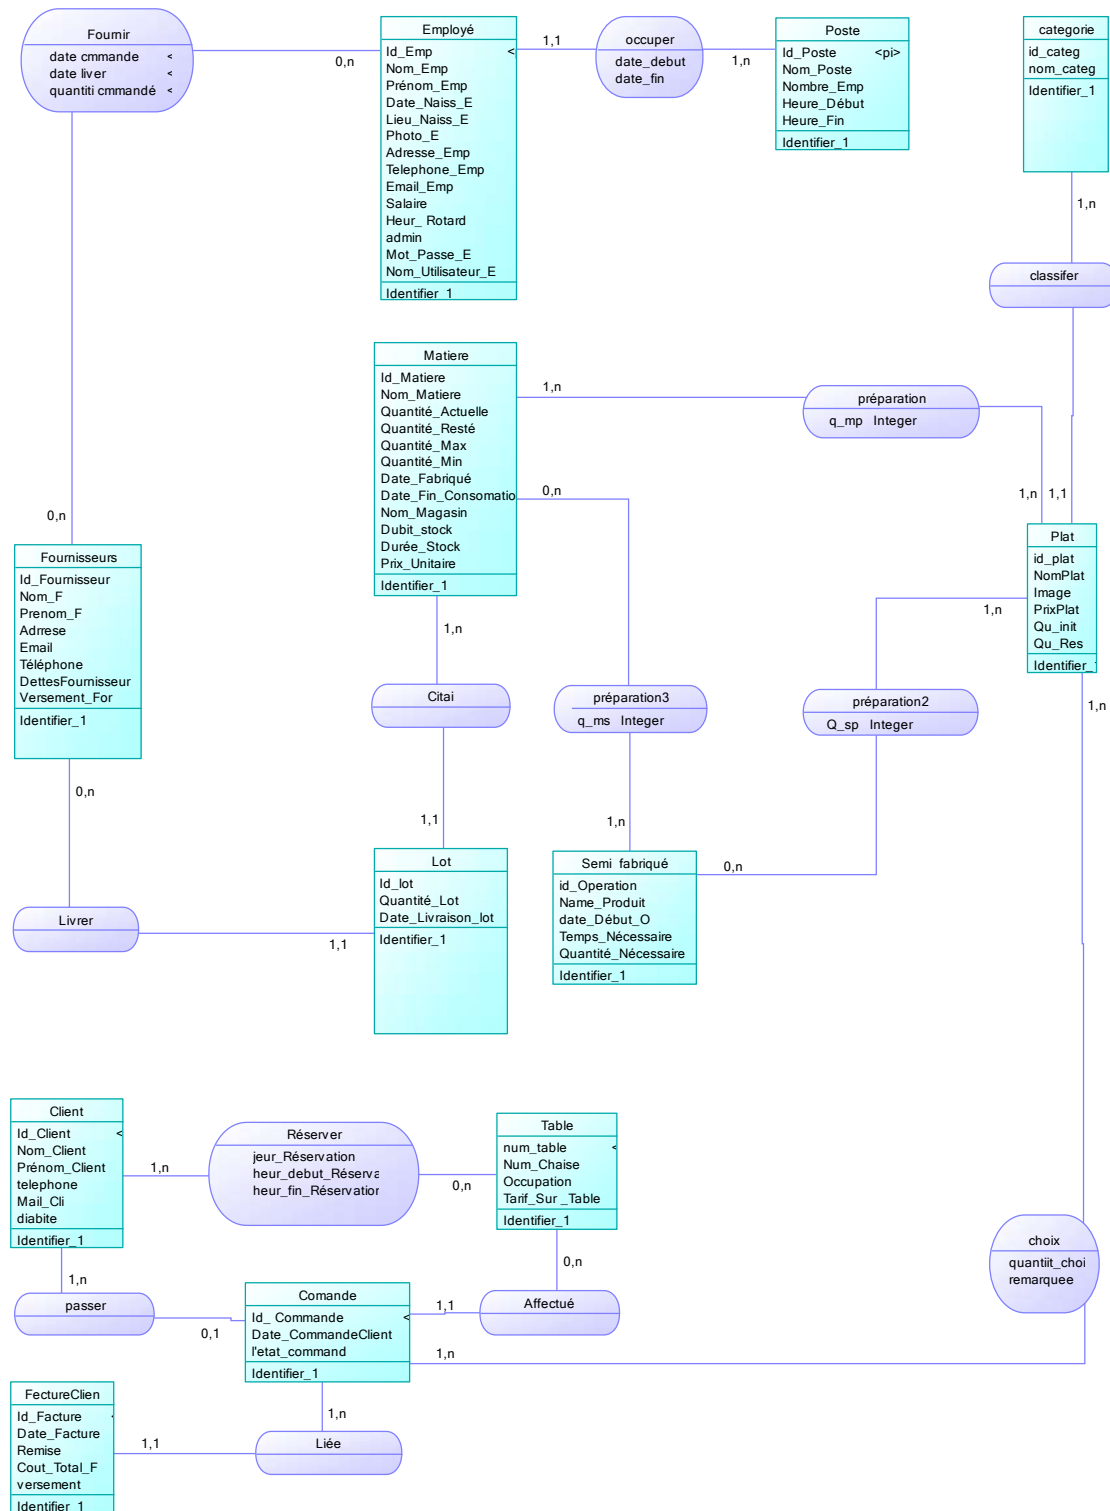 Fournir
date cmmande <
date liver <
quantiti cmmandé <
0,n
Employé
Id_Emp <
Nom_Emp
Prénom_Emp
Date_Naiss_E
Lieu_Naiss_E
Photo_E
Adresse_Emp
Telephone_Emp
Email_Emp
Salaire
Heur_ Rotard
admin
Mot_Passe_E
Nom_Utilisateur_E
Identifier_1
1,1
occuper
date_debut
date_fin
1,n
Poste
Id_Poste <pi>
Nom_Poste
Nombre_Emp
Heure_Début
Heure_Fin
Identifier_1
categorie
id_categ
nom_categ
Identifier_1
1,n
classifer
Matiere
Id_Matiere
Nom_Matiere
Quantité_Actuelle
Quantité_Resté
Quantité_Max
Quantité_Min
Date_Fabriqué
Date_Fin_Consomatio
Nom_Magasin
Dubit_stock
Durée_Stock
Prix_Unitaire
Identifier_1
1,n
préparation
q_mp Integer
0,n
1,n
1,1
0,n
Fournisseurs
Id_Fournisseur
Nom_F
Prenom_F
Adrrese
Email
Téléphone
DettesFournisseur
Versement_For
Identifier_1
Plat
id_plat
NomPlat
Image
PrixPlat
Qu_init
Qu_Res
Identifier_
1,n
1,n
1,n
Citai
préparation3
q_ms Integer
préparation2
Q_sp Integer
0,n
1,1
1,n
Lot
Id_lot
Quantité_Lot
Date_Livraison_lot
Identifier_1
Semi fabriqué
id_Operation
Name_Produit
date_Début_O
Temps_Nécessaire
Quantité_Nécessaire
Identifier_1
0,n
Livrer
1,1
Client
Id_Client <
Nom_Client
Prénom_Client
telephone
Mail_Cli
diabite
Identifier_1
1,n
Réserver
jeur_Réservation
heur_debut_Réserva
heur_fin_Réservation
0,n
Table
num_table <
Num_Chaise
Occupation
Tarif_Sur _Table
Identifier_1
choix
quantiit_choi
remarquee
0,n
1,n
passer
0,1
Comande
Id_ Commande <
Date_CommandeClient
l'etat_command
Identifier_1
1,1
Affectué
1,n
FectureClien
Id_Facture
Date_Facture
Remise
Cout_Total_F
versement
Identifier_1
1,n
1,1
Liée